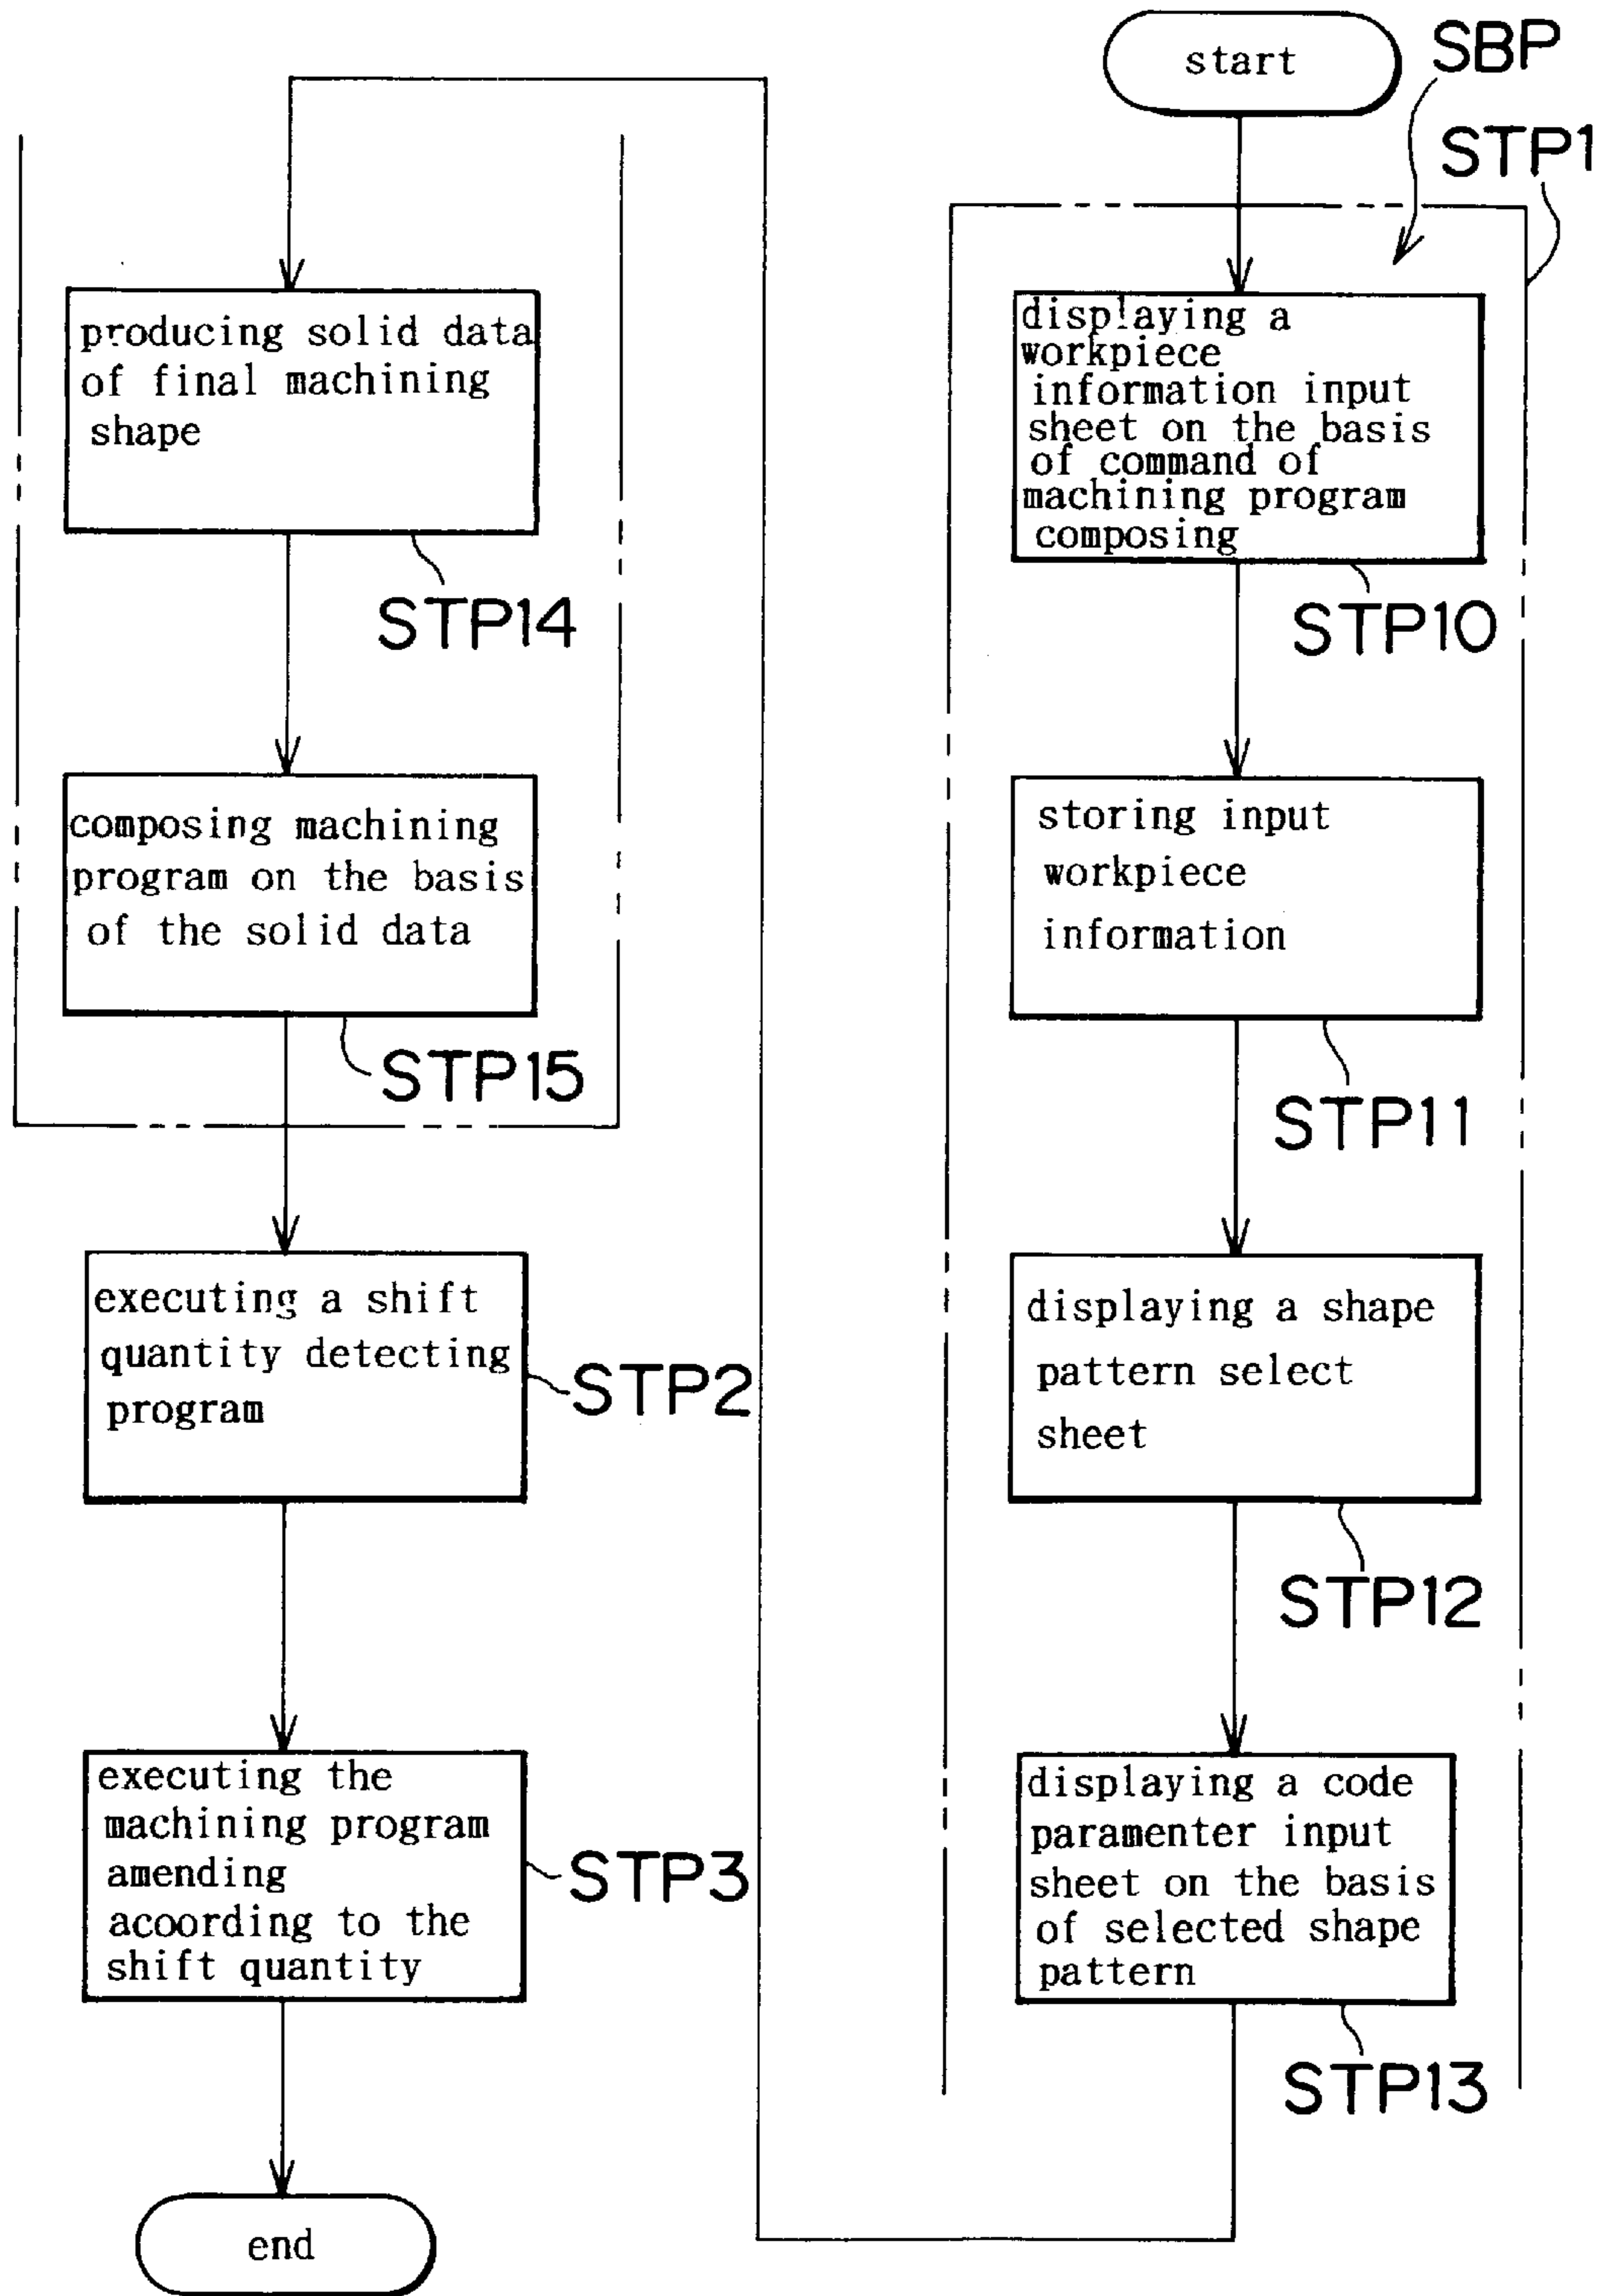 start
SBP
STP1
displaying a
workpiece
information input
sheet on the basis
of command of
machining program
composing
STP10
storing input
workpiece
information
STP11
displaying a shape
pattern select
sheet
STP12
displaying a code
paramenter input
sheet on the basis
of selected shape
pattern
STP13
producing solid data
of final machining
shape
STP14
composing machining
program on the basis
of the solid data
STP15
executing a shift
quantity detecting
program
STP2
executing the
machining program
amending
acoording to the
shift quantity
STP3
end